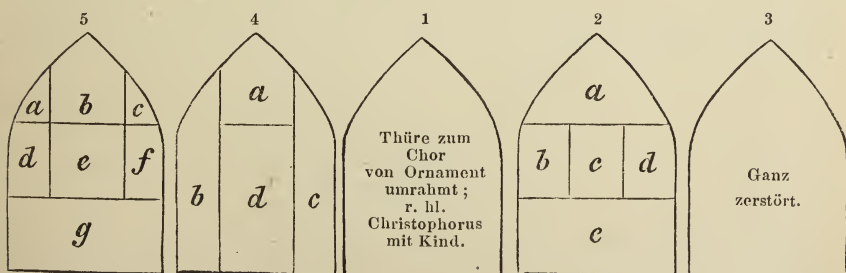 5 4 1 2 3
a b c
d e f
g
a
b d c
Thüre zum
Chor
von Ornament
umrahmt;
r. hl.
Christophorus
mit Kind.
a
b c d
c
Ganz
zerstört.